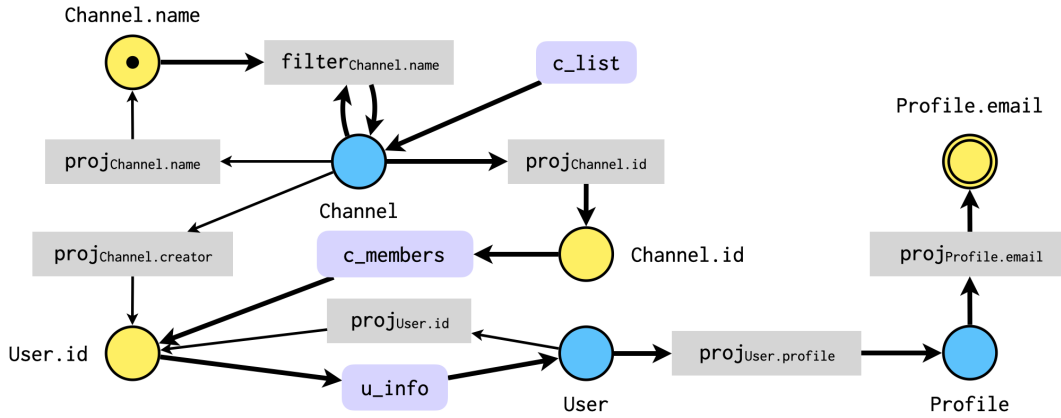 Channel.name
filterChannel.name
c_list
Profile.email
projChannel.name
projChannel.id
Channel
projChannel.creator
c_members
Channel.id
projProfile.email
projUser.id
User.id
projUser.profile
u_info
User
Profile